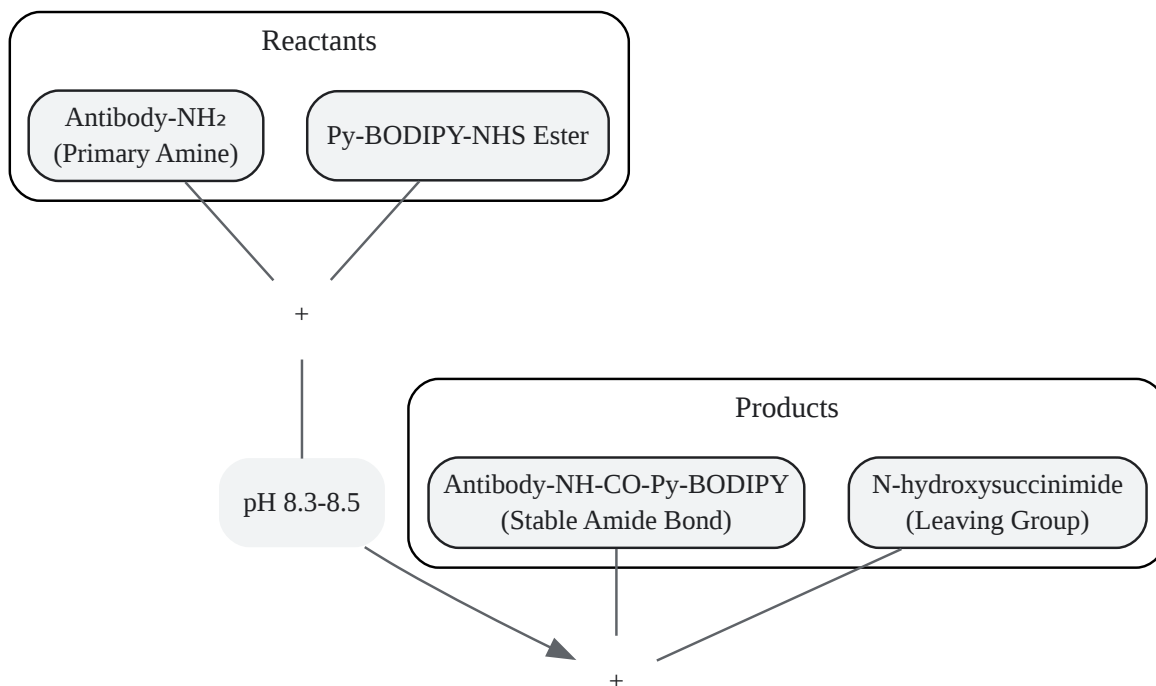 Reactants
Antibody-NH₂
(Primary Amine)
Py-BODIPY-NHS Ester
+
pH 8.3-8.5
Products
Antibody-NH-CO-Py-BODIPY
(Stable Amide Bond)
N-hydroxysuccinimide
(Leaving Group)
+